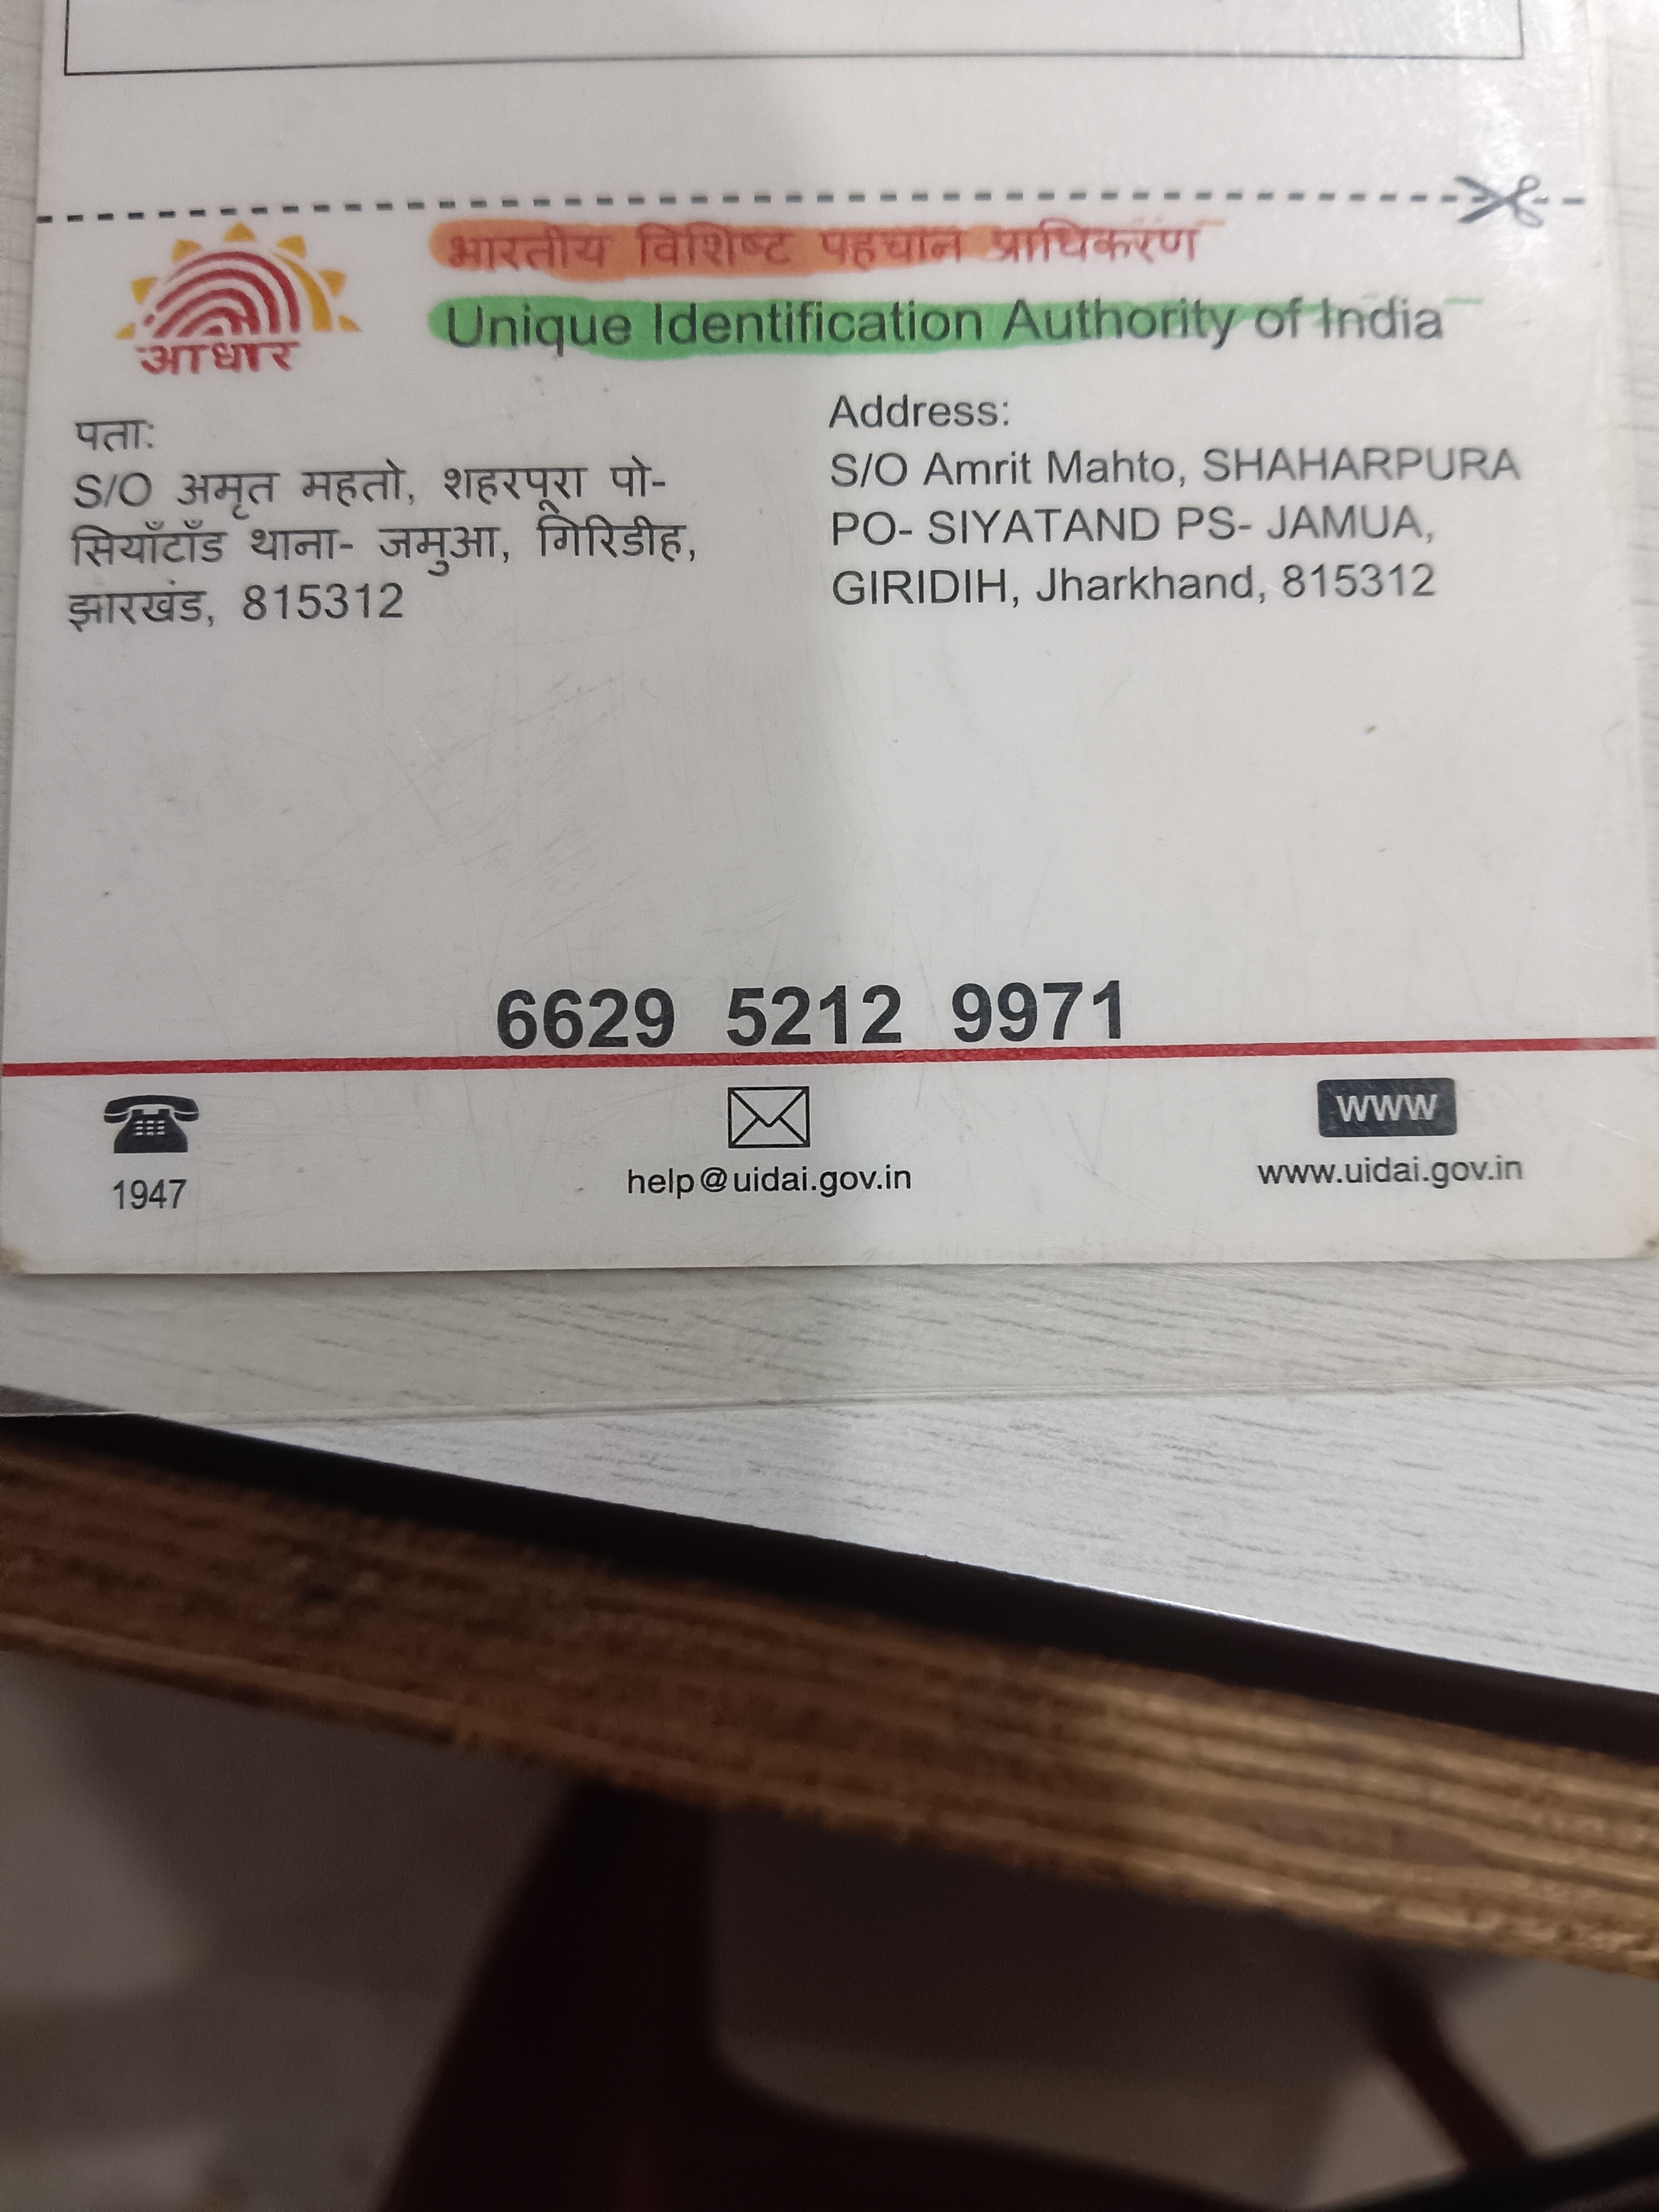 भारतीय विशिष्ट पहचान प्राधिकरण
Unique Identification Authority of India
आधार
पता:
S/O अमृत महतो, शहरपूरा पो-
सियाँटाँड थाना- जमुआ, गिरिडीह,
झारखंड, 815312
Address:
S/O Amrit Mahto, SHAHARPURA
PO- SIYATAND PS- JAMUA,
GIRIDIH, Jharkhand, 815312
6629 5212 9971
1947
help@uidai.gov.in
www
www.uidai.gov.in